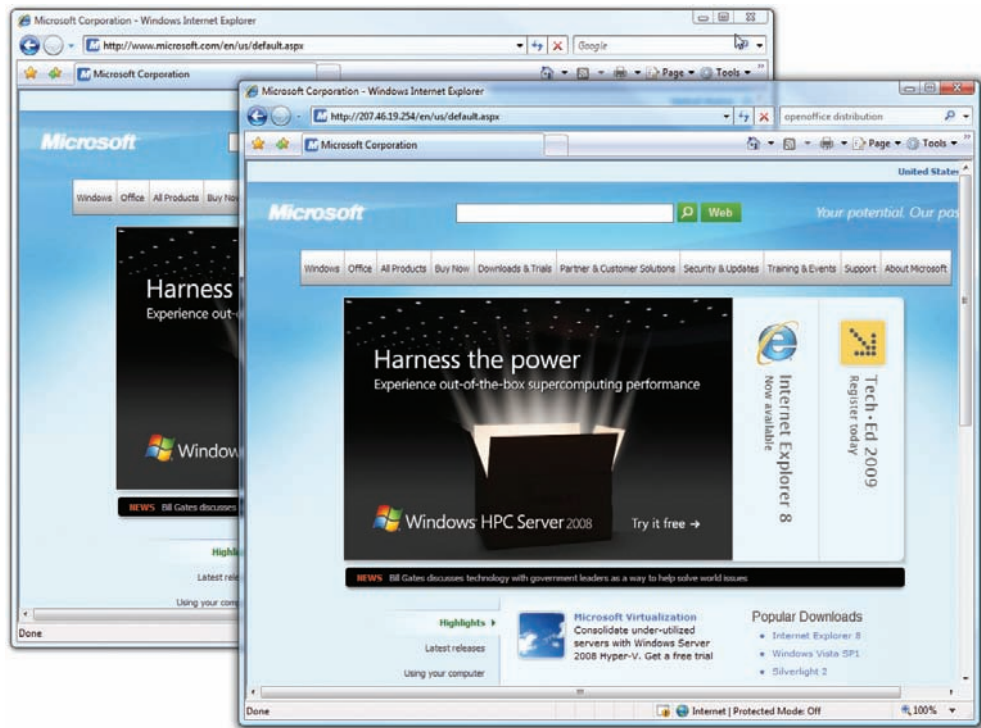 Microsoft Corporation - Windows Internet Explorer
http://www.microsoft.com/en/us/default.aspx
Google
Microsoft Corporation
Page
Tools
Microsoft
Windows Office All Products Buy Now
Harness
Experience out-o
Window
NEWS Bill Gates discusses
Highli
Latest rele
Using your comp
Done
Microsoft Corporation - Windows Internet Explorer
http://207.46.19.254/en/us/default.aspx
openoffice distribution
Microsoft Corporation
Page
Tools
United States
Microsoft
Web
Your potential. Our pas
Windows Office All Products Buy Now Downloads & Trials Partner & Customer Solutions Security & Updates Training & Events Support About Microsoft
Harness the power
Experience out-of-the-box supercomputing performance
Windows HPC Server 2008
Try it free →
Internet Explorer 8
Now available
Tech·Ed 2009
Register today
NEWS Bill Gates discusses technology with government leaders as a way to help solve world issues
Highlights
Latest releases
Using your computer
Microsoft Virtualization
Consolidate under-utilized
servers with Windows Server
2008 Hyper-V. Get a free trial
Popular Downloads
• Internet Explorer 8
• Windows Vista SP1
• Silverlight 2
Done
Internet | Protected Mode: Off
100%